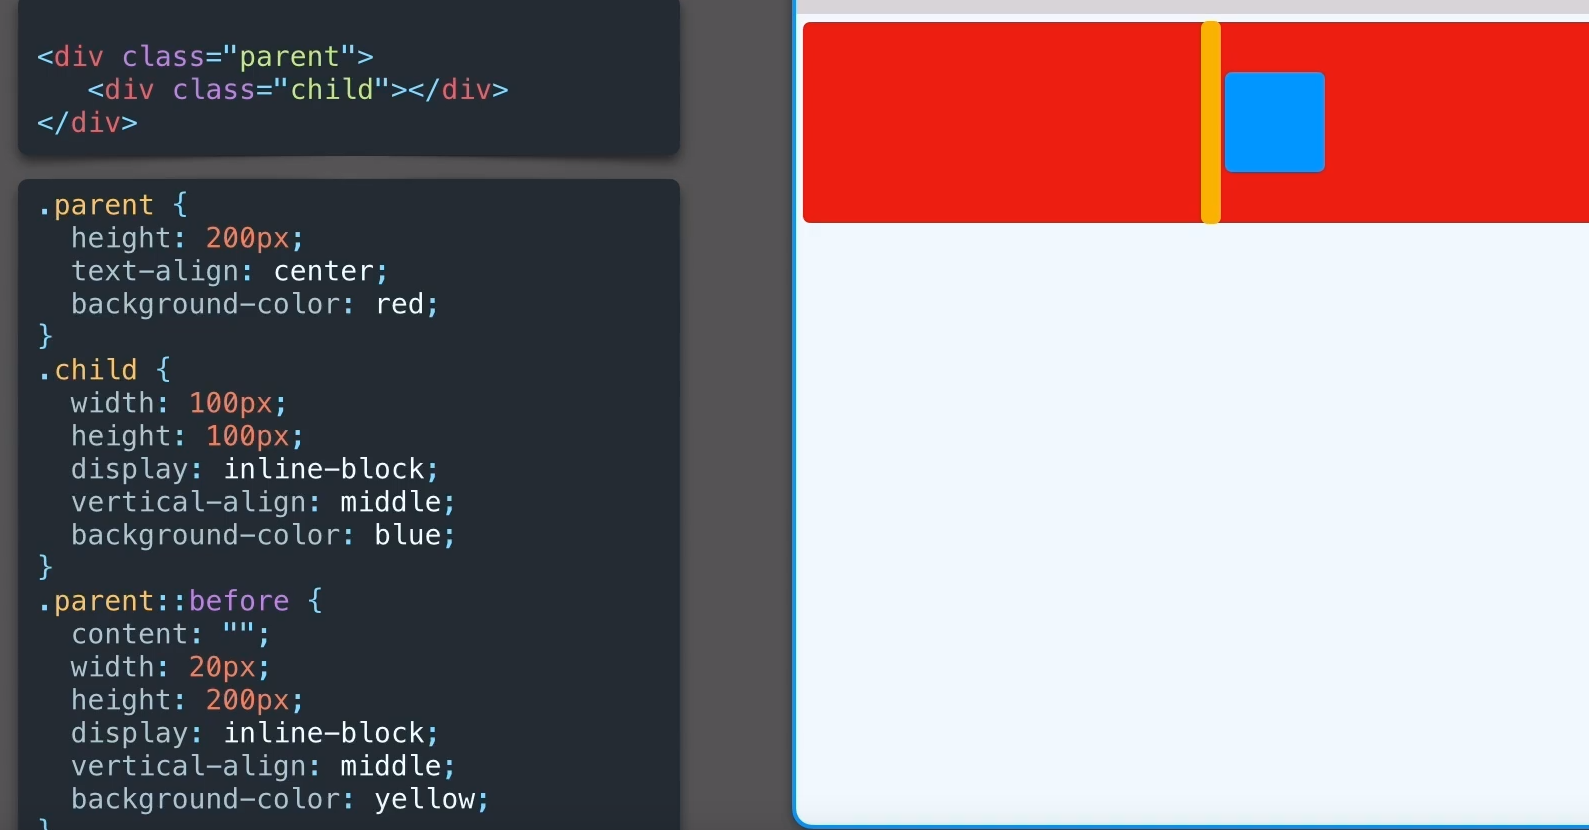 <div class="parent">
<div class="child"></div>
</div>
.parent {
height: 200px;
text-align: center;
background-color: red;
}
.child {
width: 100px;
height: 100px;
display: inline-block;
vertical-align: middle;
background-color: blue;
}
.parent::before {
content: "";
width: 20px;
height: 200px;
display: inline-block;
vertical-align: middle;
background-color: yellow;
}